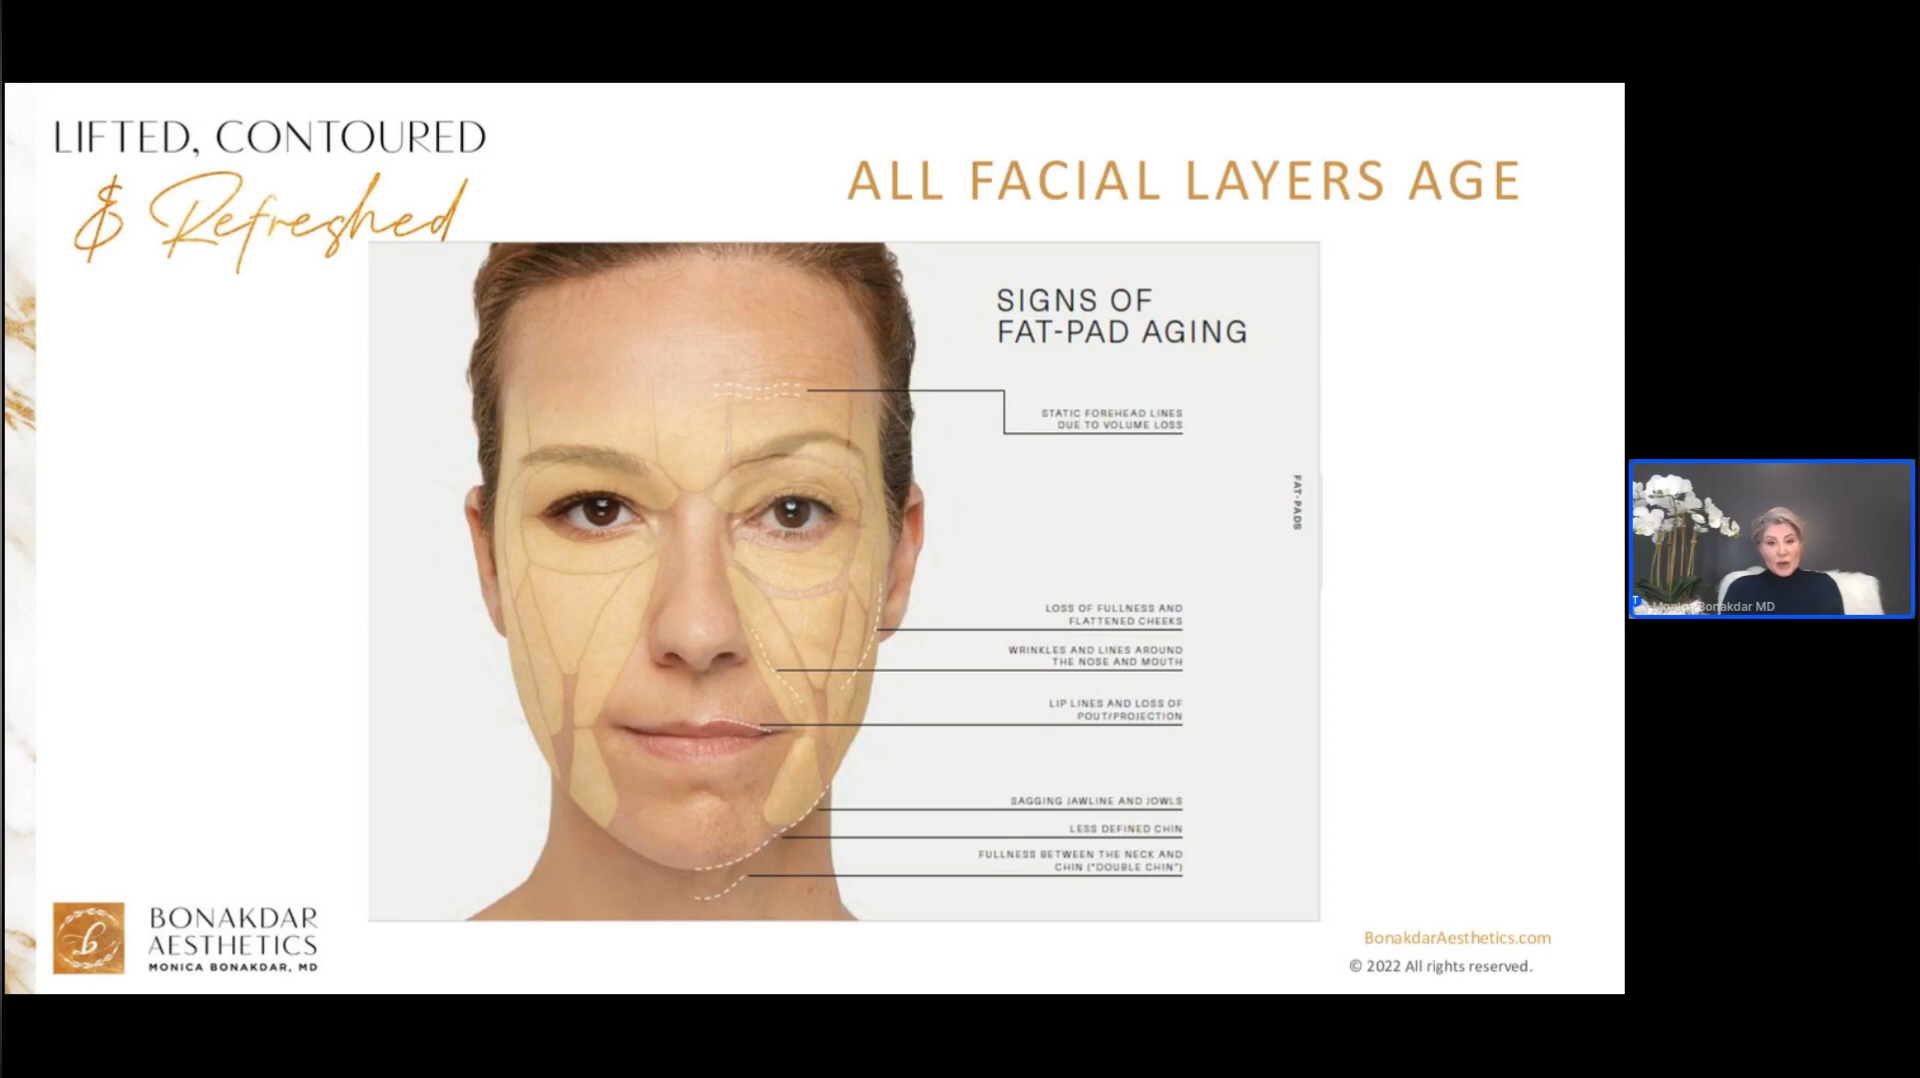 LIFTED, CONTOURED
& Refreshed
ALL FACIAL LAYERS AGE
SIGNS OF
FAT-PAD AGING
STATIC FOREHEAD LINES
DUE TO VOLUME LOSS
FAT-PADS
LOSS OF FULLNESS AND
FLATTENED CHEEKS
WRINKLES AND LINES AROUND
THE NOSE AND MOUTH
LIP LINES AND LOSS OF
POUT/PROJECTION
SAGGING JAWLINE AND JOWLS
LESS DEFINED CHIN
FULLNESS BETWEEN THE NECK AND
CHIN ("DOUBLE CHIN")
b
BONAKDAR
AESTHETICS
MONICA BONAKDAR, MD
BonakdarAesthetics.com
© 2022 All rights reserved.
T
Monica Bonakdar MD